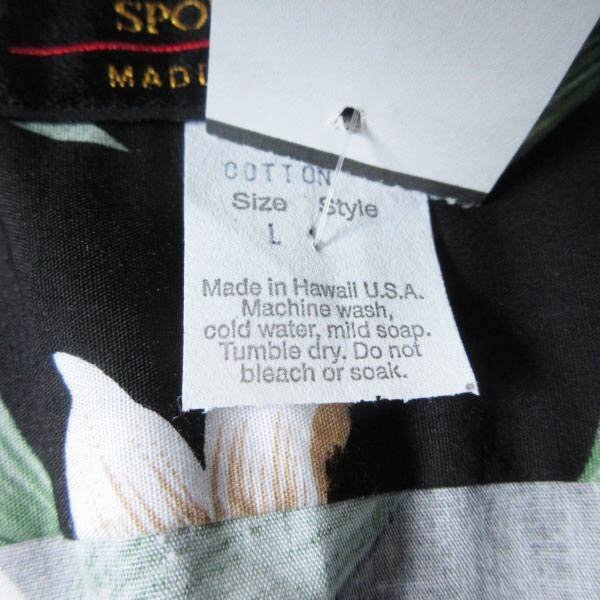 SPO
MADE
COTTON
Size Style
L
Made in Hawaii U.S.A.
Machine wash,
cold water, mild soap.
Tumble dry. Do not
bleach or soak.